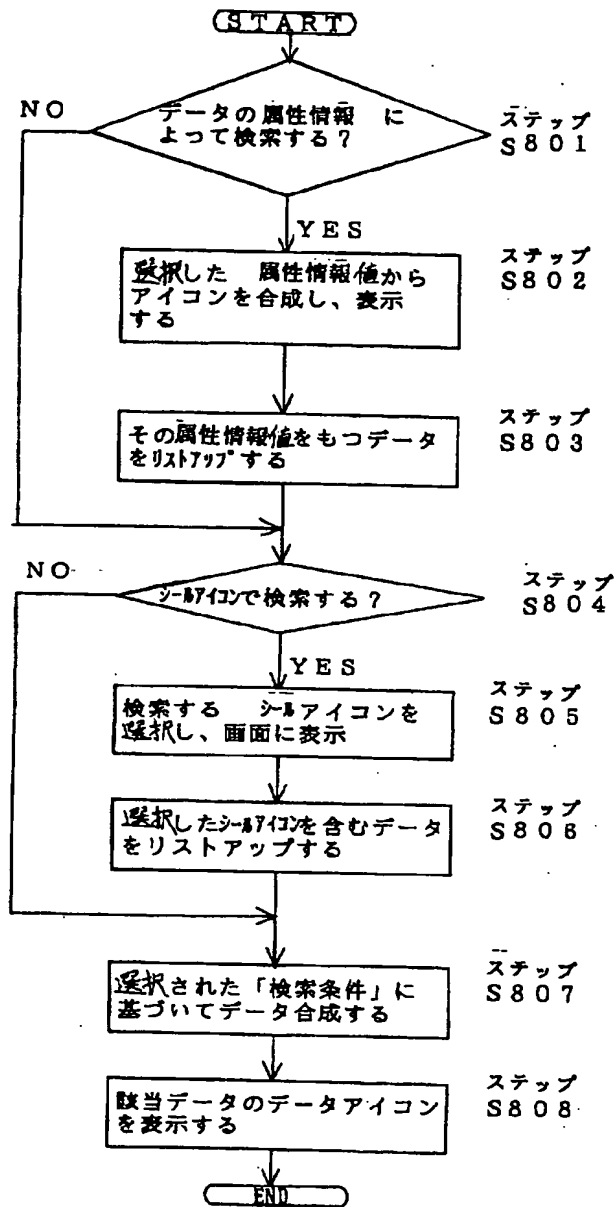 START
NO
データの属性情報 に
よって検索する?
ステップ
S801
YES
選択した 属性情報値から
アイコンを合成し、表示
する
ステップ
S802
その属性情報値をもつデータ
をリストアップする
ステップ
S803
NO
シールアイコンで検索する?
ステップ
S804
YES
検索する シールアイコンを
選択し、画面に表示
ステップ
S805
選択したシールアイコンを含むデータ
をリストアップする
ステップ
S806
選択された「検索条件」に
基づいてデータ合成する
ステップ
S807
該当データのデータアイコン
を表示する
ステップ
S808
END